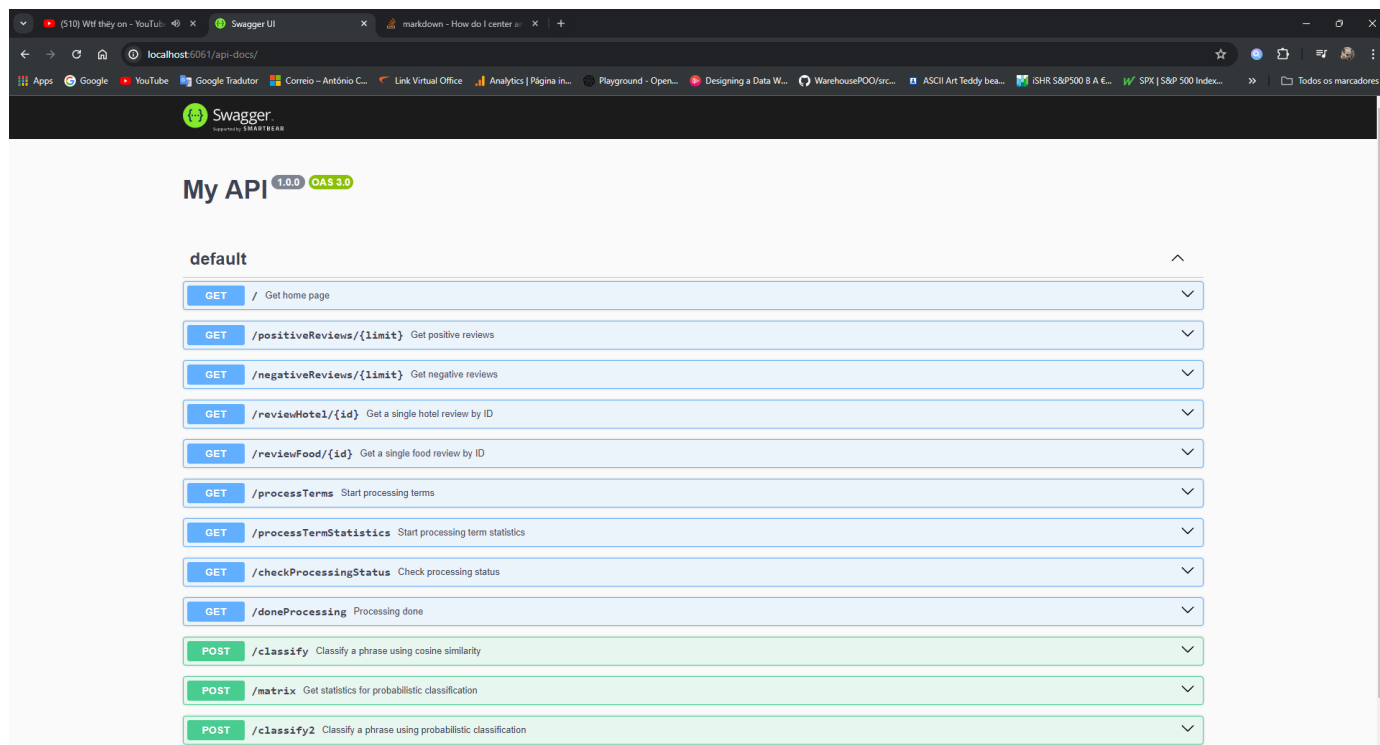 (510) Wtf thëy on - YouTub
Swagger UI
markdown - How do I center ar
localhost:6061/api-docs/
Apps
Google
YouTube
Google Tradutor
Correio – António C...
Link Virtual Office
Analytics | Página in...
Playground - Open...
Designing a Data W...
WarehousePOO/src...
ASCII Art Teddy bea...
iSHR S&P500 B A €...
SPX | S&P 500 Index...
Todos os marcadores
Swagger.
Supported by SMARTBEAR
My API 1.0.0 OAS 3.0
default
GET / Get home page
GET /positiveReviews/{limit} Get positive reviews
GET /negativeReviews/{limit} Get negative reviews
GET /reviewHotel/{id} Get a single hotel review by ID
GET /reviewFood/{id} Get a single food review by ID
GET /processTerms Start processing terms
GET /processTermStatistics Start processing term statistics
GET /checkProcessingStatus Check processing status
GET /doneProcessing Processing done
POST /classify Classify a phrase using cosine similarity
POST /matrix Get statistics for probabilistic classification
POST /classify2 Classify a phrase using probabilistic classification